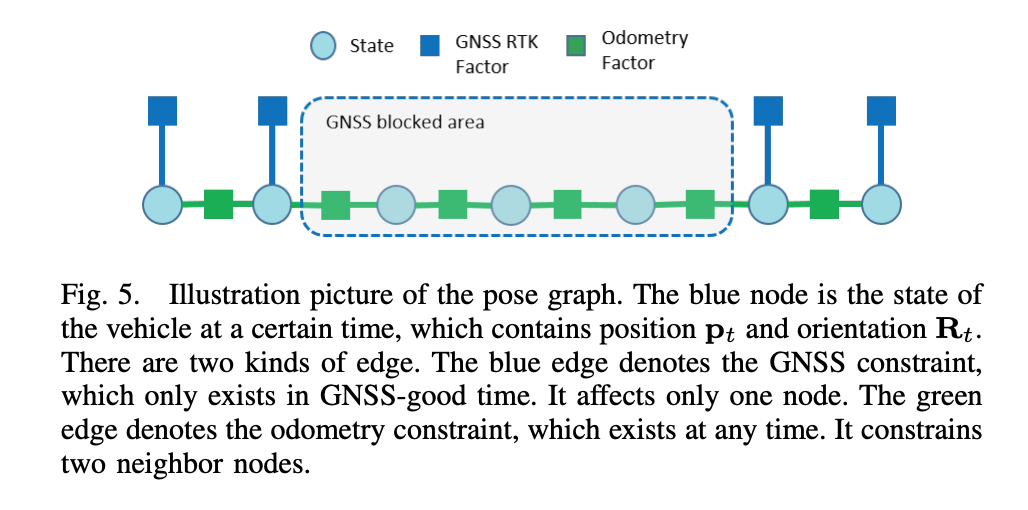 State
GNSS RTK
Factor
Odometry
Factor
GNSS blocked area
Fig. 5. Illustration picture of the pose graph. The blue node is the state of
the vehicle at a certain time, which contains position pₜ and orientation Rₜ.
There are two kinds of edge. The blue edge denotes the GNSS constraint,
which only exists in GNSS-good time. It affects only one node. The green
edge denotes the odometry constraint, which exists at any time. It constrains
two neighbor nodes.